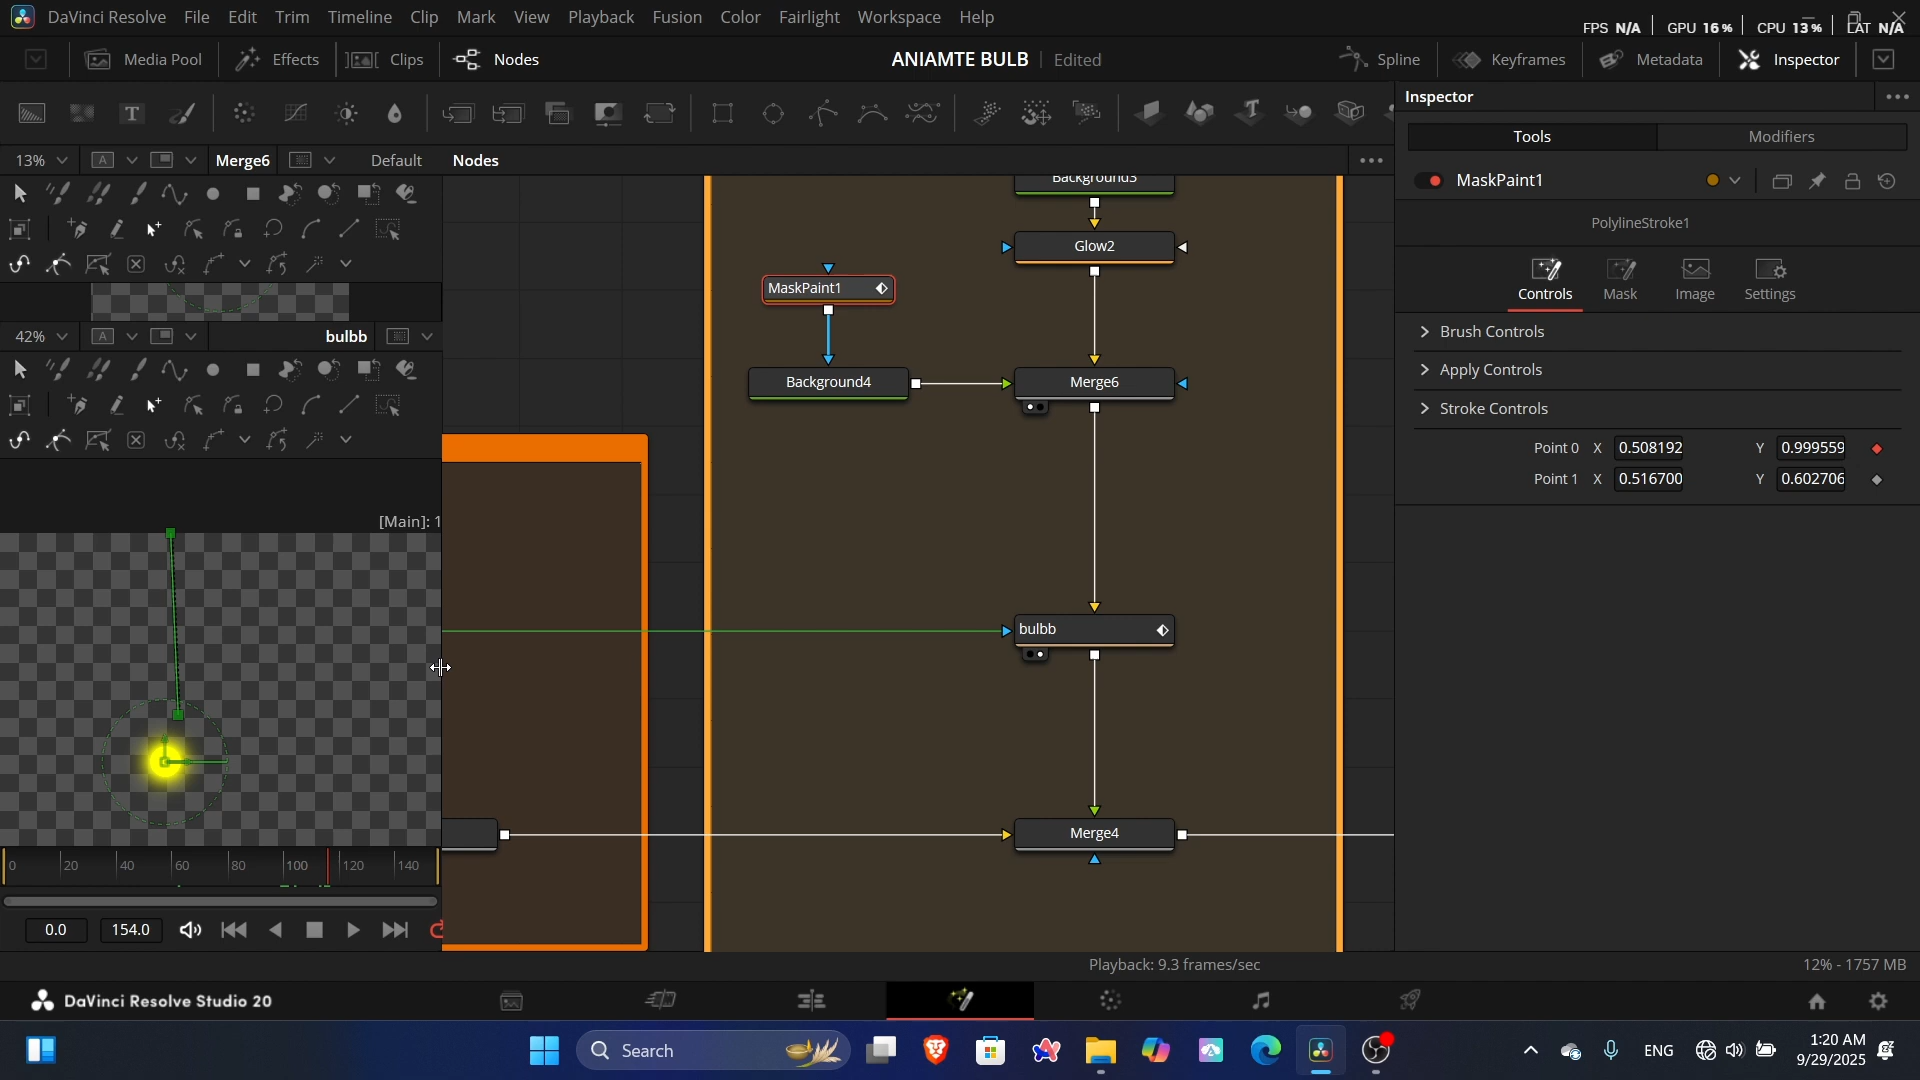 DaVinci Resolve File Edit Trim Timeline Clip Mark View Playback Fusion Color Fairlight Workspace Help
FPS N/A GPU 16% CPU 13% LAT N/A
Media Pool Effects Clips Nodes ANIAMTE BULB Edited Spline Keyframes Metadata Inspector
Inspector
Tools Modifiers
13% A Merge6 Default Nodes
MaskPaint1
PolylineStroke1
Controls Mask Image Settings
Brush Controls
Apply Controls
Stroke Controls
Point 0 X 0.508192 Y 0.999559
Point 1 X 0.516700 Y 0.602706
Background3
Glow2
MaskPaint1
Background4 Merge6
bulbb
Merge4
42% A bulbb
[Main]: 1
0 20 40 60 80 100 120 140
0.0 154.0
Playback: 9.3 frames/sec 12% - 1757 MB
DaVinci Resolve Studio 20
Search
ENG
1:20 AM
9/29/2025